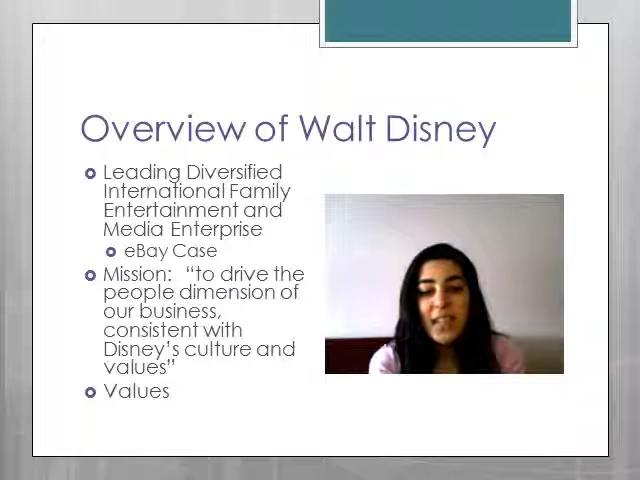 Overview of Walt Disney
Leading Diversified
International Family
Entertainment and
Media Enterprise
eBay Case
Mission: “to drive the
people dimension of
our business,
consistent with
Disney’s culture and
values”
Values